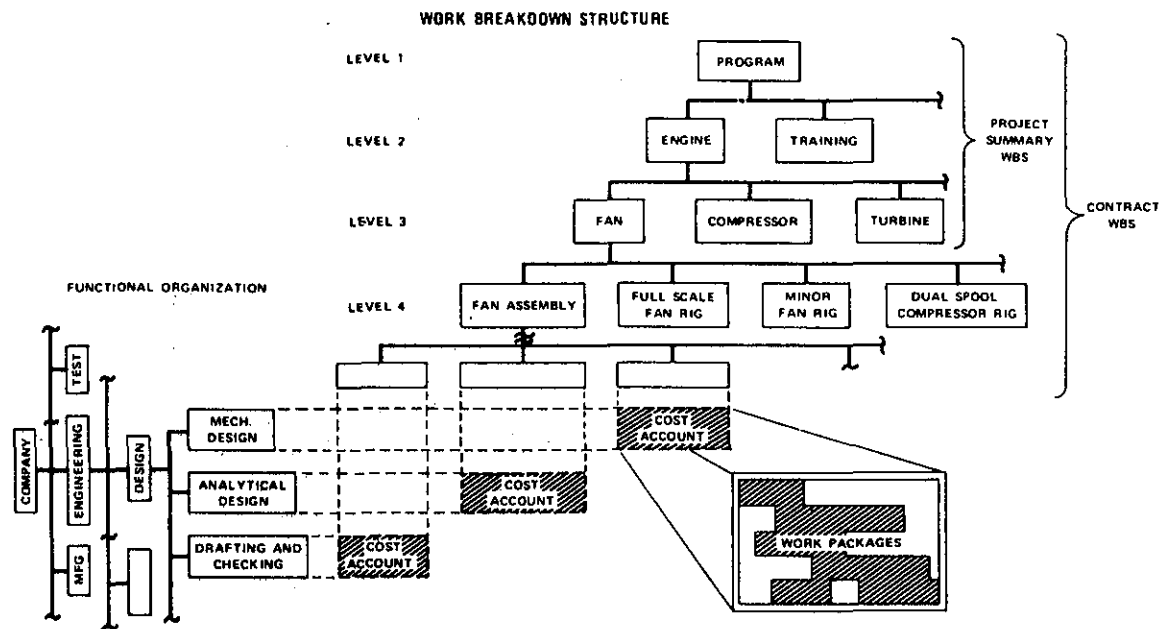 WORK BREAKDOWN STRUCTURE
LEVEL 1
PROGRAM
LEVEL 2
ENGINE
TRAINING
PROJECT
SUMMARY
WBS
LEVEL 3
FAN
COMPRESSOR
TURBINE
CONTRACT
WBS
FUNCTIONAL ORGANIZATION
LEVEL 4
FAN ASSEMBLY
FULL SCALE
FAN RIG
MINOR
FAN RIG
DUAL SPOOL
COMPRESSOR RIG
COMPANY
TEST
ENGINEERING
MFG
DESIGN
MECH.
DESIGN
COST
ACCOUNT
ANALYTICAL
DESIGN
COST
ACCOUNT
DRAFTING AND
CHECKING
COST
ACCOUNT
WORK PACKAGES